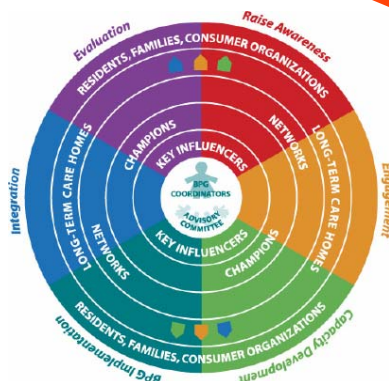 Evaluation
Raise Awareness
RESIDENTS, FAMILIES, CONSUMER ORGANIZATIONS
CHAMPIONS
NETWORKS
KEY INFLUENCERS
LONG-TERM CARE HOMES
LONG-TERM CARE HOMES
Integration
Engagement
BPG
COORDINATORS
ADVISORY
COMMITTEE
KEY INFLUENCERS
NETWORKS
CHAMPIONS
RESIDENTS, FAMILIES, CONSUMER ORGANIZATIONS
BPG Implementation
Capacity Development